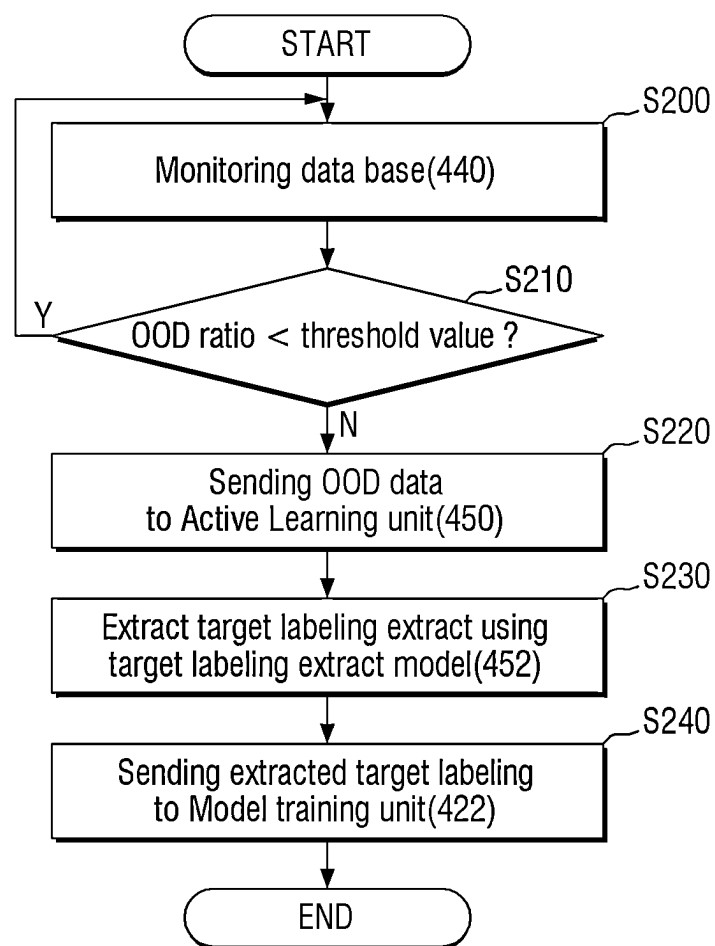 START
S200
Monitoring data base(440)
S210
Y
OOD ratio < threshold value ?
N
S220
Sending OOD data
to Active Learning unit(450)
S230
Extract target labeling extract using
target labeling extract model(452)
S240
Sending extracted target labeling
to Model training unit(422)
END